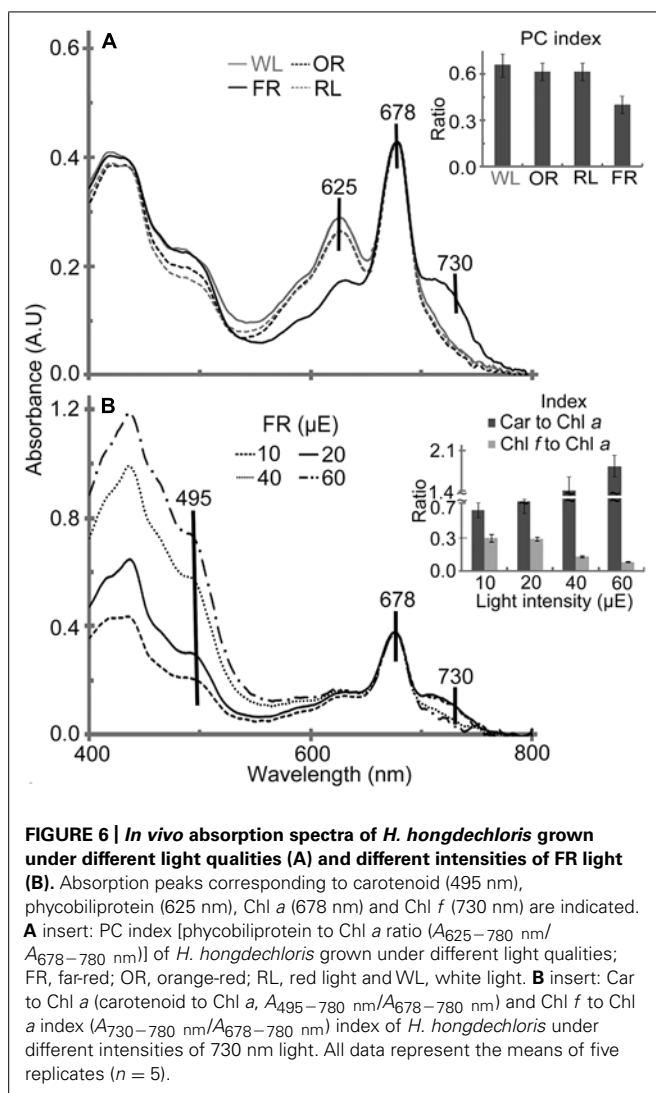 A
0.6
WL OR
FR RL
678
PC index
Ratio
0.6
0.3
0.0
WL OR RL FR
0.4
625
730
0.2
0.0
Absorbance (A.U)
B
1.2
FR (µE)
10 20
40 60
495
Index
Car to Chl a
Chl f to Chl a
Ratio
2.1
1.4
0.7
0.3
0.0
10 20 40 60
Light intensity (µE)
0.8
678
0.4
730
0.0
400 600 800
Wavelength (nm)
FIGURE 6 | In vivo absorption spectra of H. hongdechloris grown
under different light qualities (A) and different intensities of FR light
(B). Absorption peaks corresponding to carotenoid (495 nm),
phycobiliprotein (625 nm), Chl a (678 nm) and Chl f (730 nm) are indicated.
A insert: PC index [phycobiliprotein to Chl a ratio (A625−780 nm/
A678−780 nm)] of H. hongdechloris grown under different light qualities;
FR, far-red; OR, orange-red; RL, red light and WL, white light. B insert: Car
to Chl a (carotenoid to Chl a, A495−780 nm/A678−780 nm) and Chl f to Chl
a index (A730−780 nm/A678−780 nm) index of H. hongdechloris under
different intensities of 730 nm light. All data represent the means of five
replicates (n = 5).